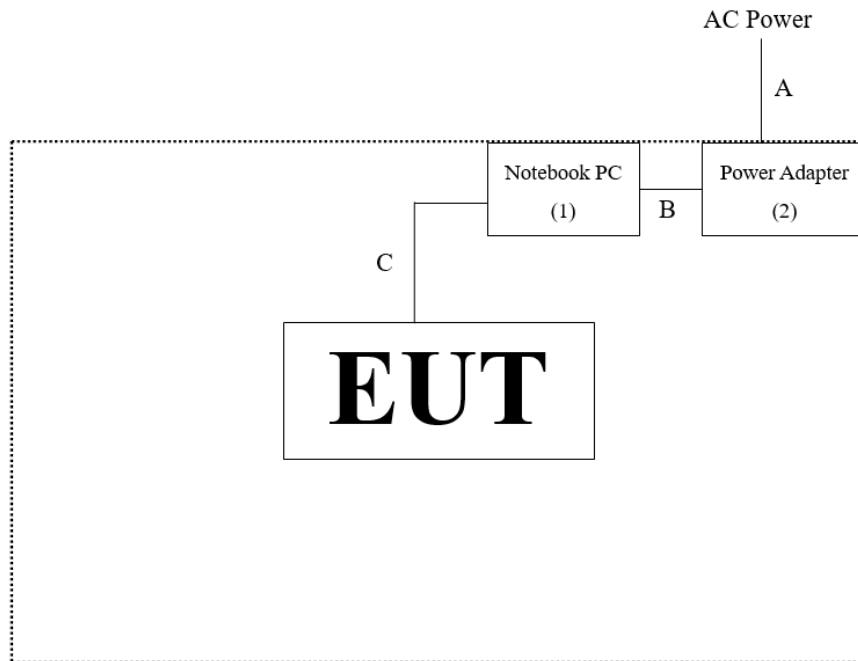 AC Power
A
Notebook PC
(1)
B
Power Adapter
(2)
C
EUT